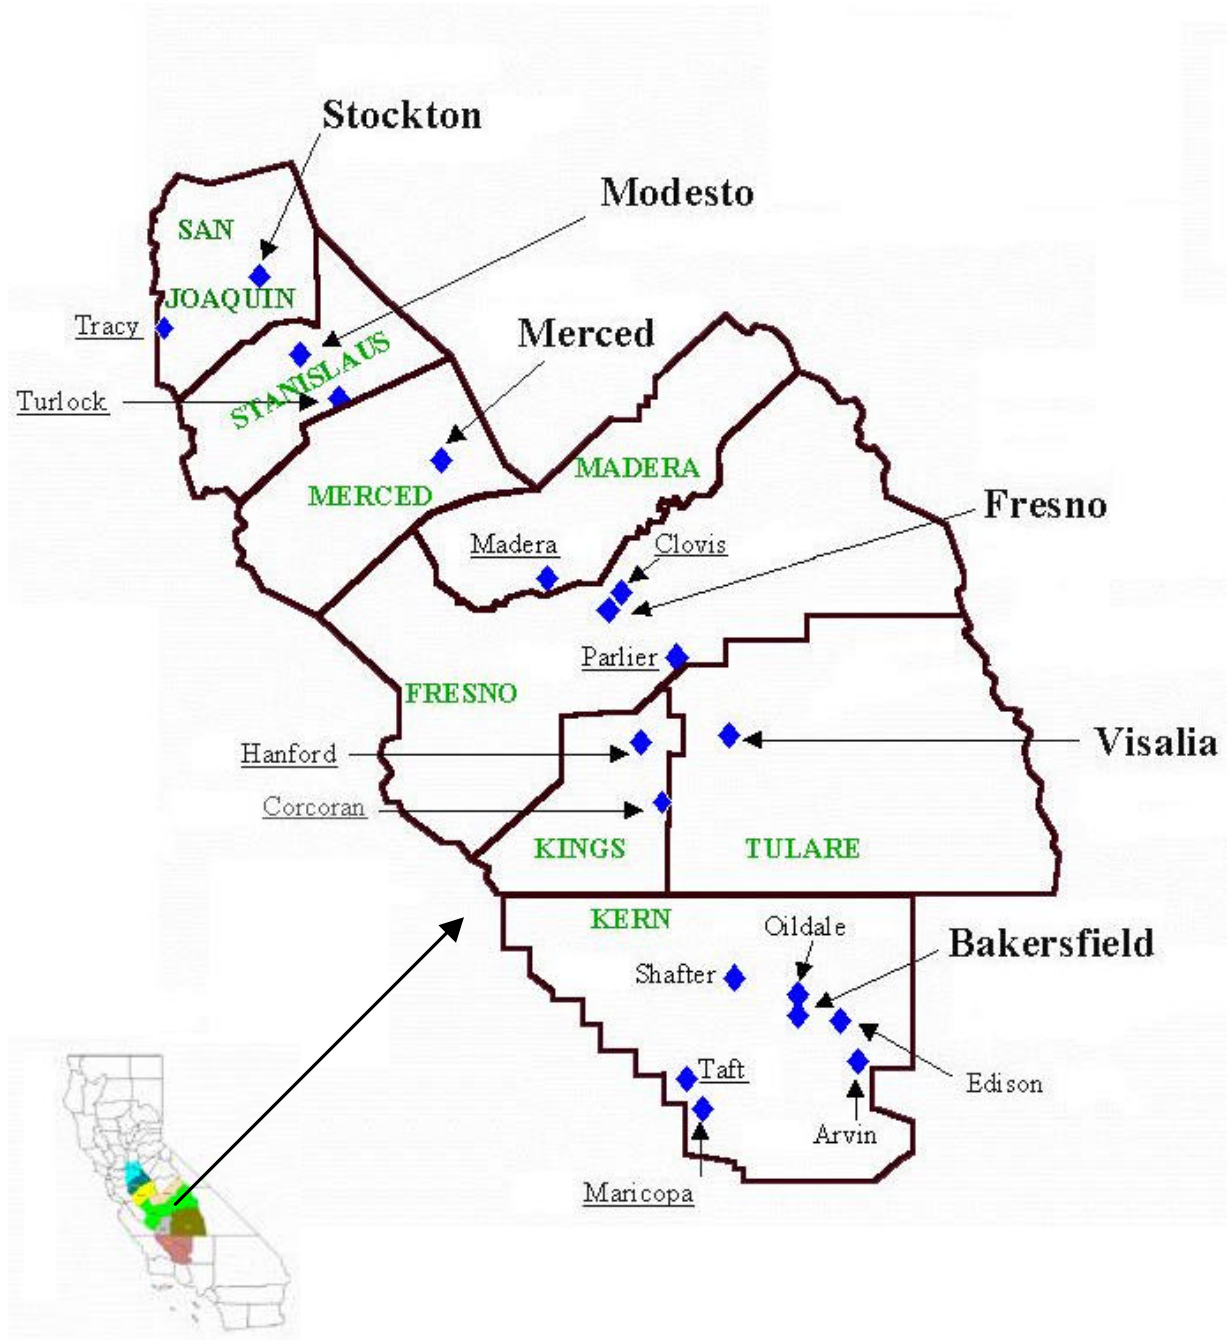 Stockton
Modesto
SAN
JOAQUIN
Tracy
Merced
STANISLAUS
Turlock
MADERA
MERCED
Fresno
Madera
Clovis
Parlier
FRESNO
Hanford
Visalia
Corcoran
KINGS
TULARE
KERN
Oildale
Bakersfield
Shafter
Taft
Edison
Arvin
Maricopa